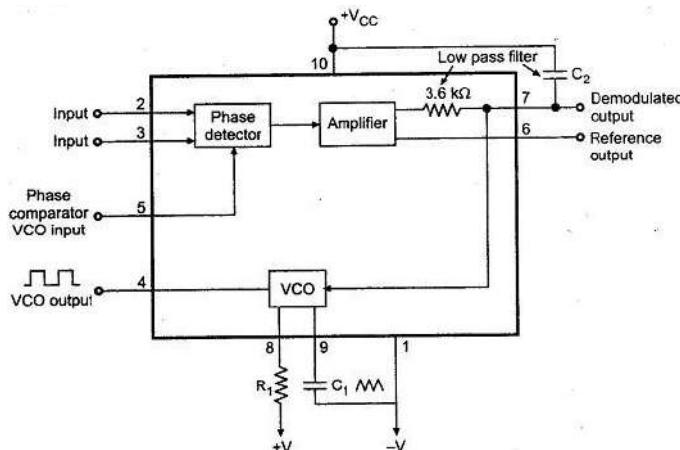 +VCC
10
Low pass filter
C2
3.6 kΩ
Input
2
Phase
detector
Amplifier
7
Demodulated
cutput
Input
3
6
Reference
output
Phase
comparator
VCO input
5
VCO output
4
VCO
8
9
1
R1
C1
+V
–V